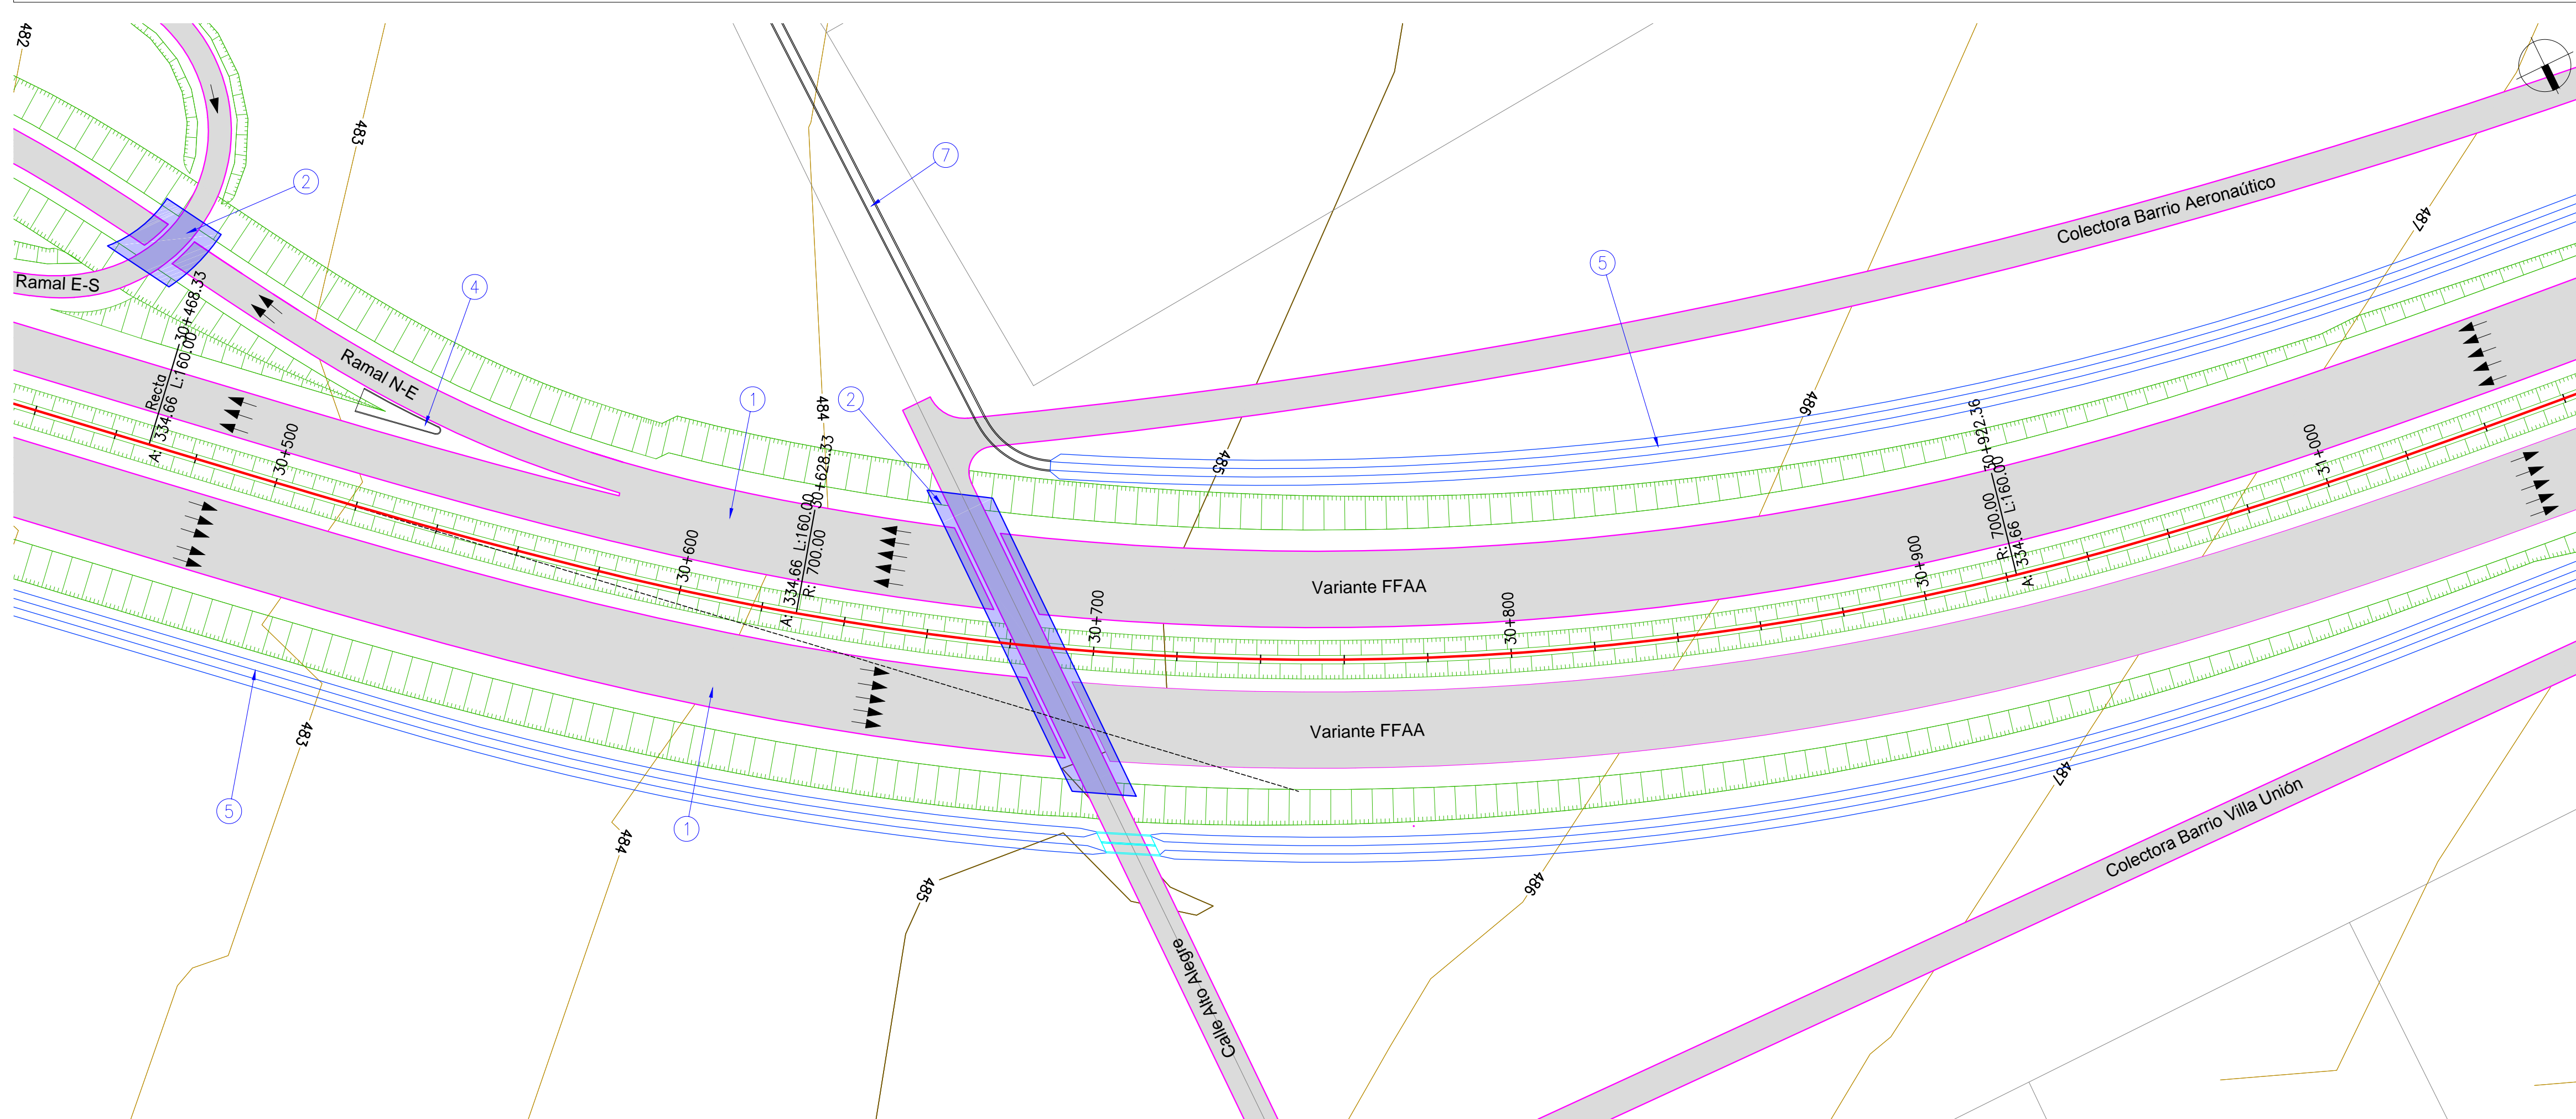 482
483
7
2
Ramal E-S
4
5
Colectora Barrio Aeronaútico
487
30+468.33
Recta
A: 334.66 L:160.00
Ramal N-E
1
2
484
485
486
30+500
30+628.33
A: 334.66 L:160.00
R: 700.00
30+600
30+700
30+800
30+900
30+922.36
R: 700.00
A: 334.66 L:160.00
31+000
Variante FFAA
Variante FFAA
483
5
1
484
485
486
487
Colectora Barrio Villa Unión
Calle Alto Alegre